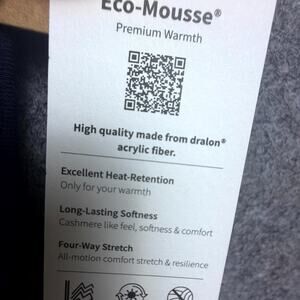 Eco-Mousse®
Premium Warmth
High quality made from dralon®
acrylic fiber.
Excellent Heat-Retention
Only for your warmth
Long-Lasting Softness
Cashmere like feel, softness & comfort
Four-Way Stretch
All-motion comfort stretch & resilience